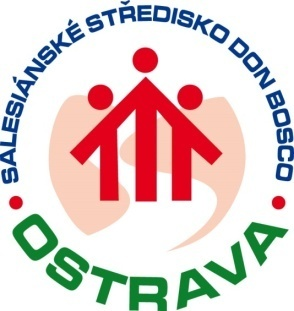 • SALESIÁNSKÉ STŘEDISKO DON BOSCO •
OSTRAVA